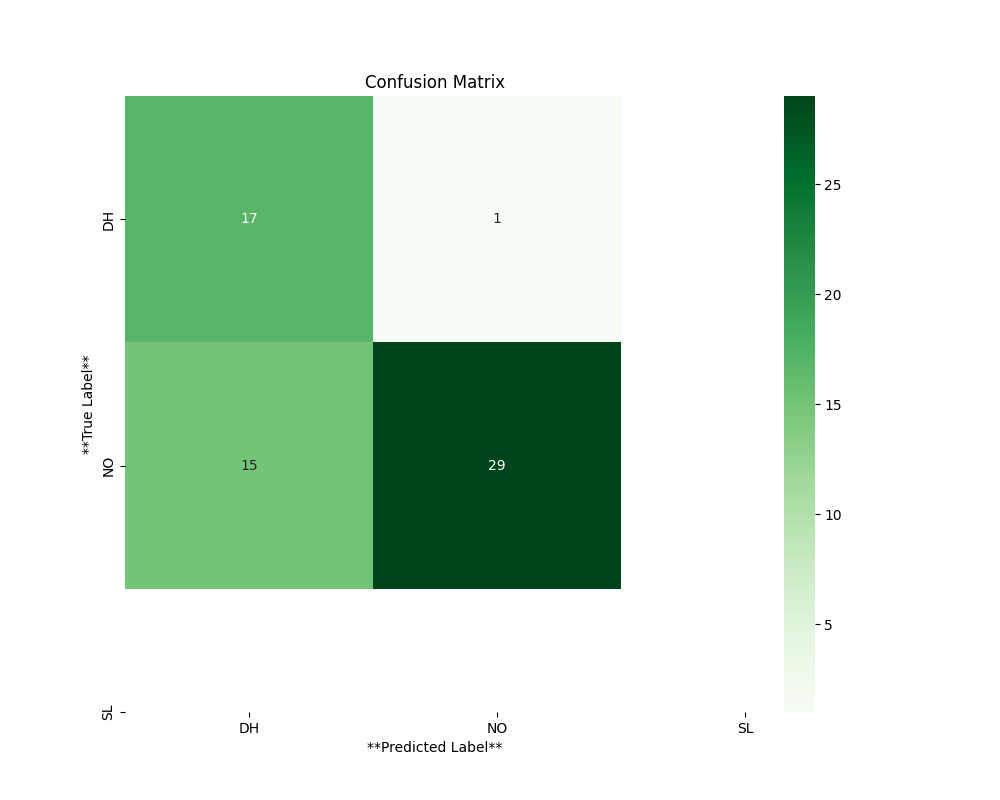 Confusion Matrix
DH
17
1
NO
15
29
SL
**True Label**
DH
NO
SL
**Predicted Label**
25
20
15
10
5